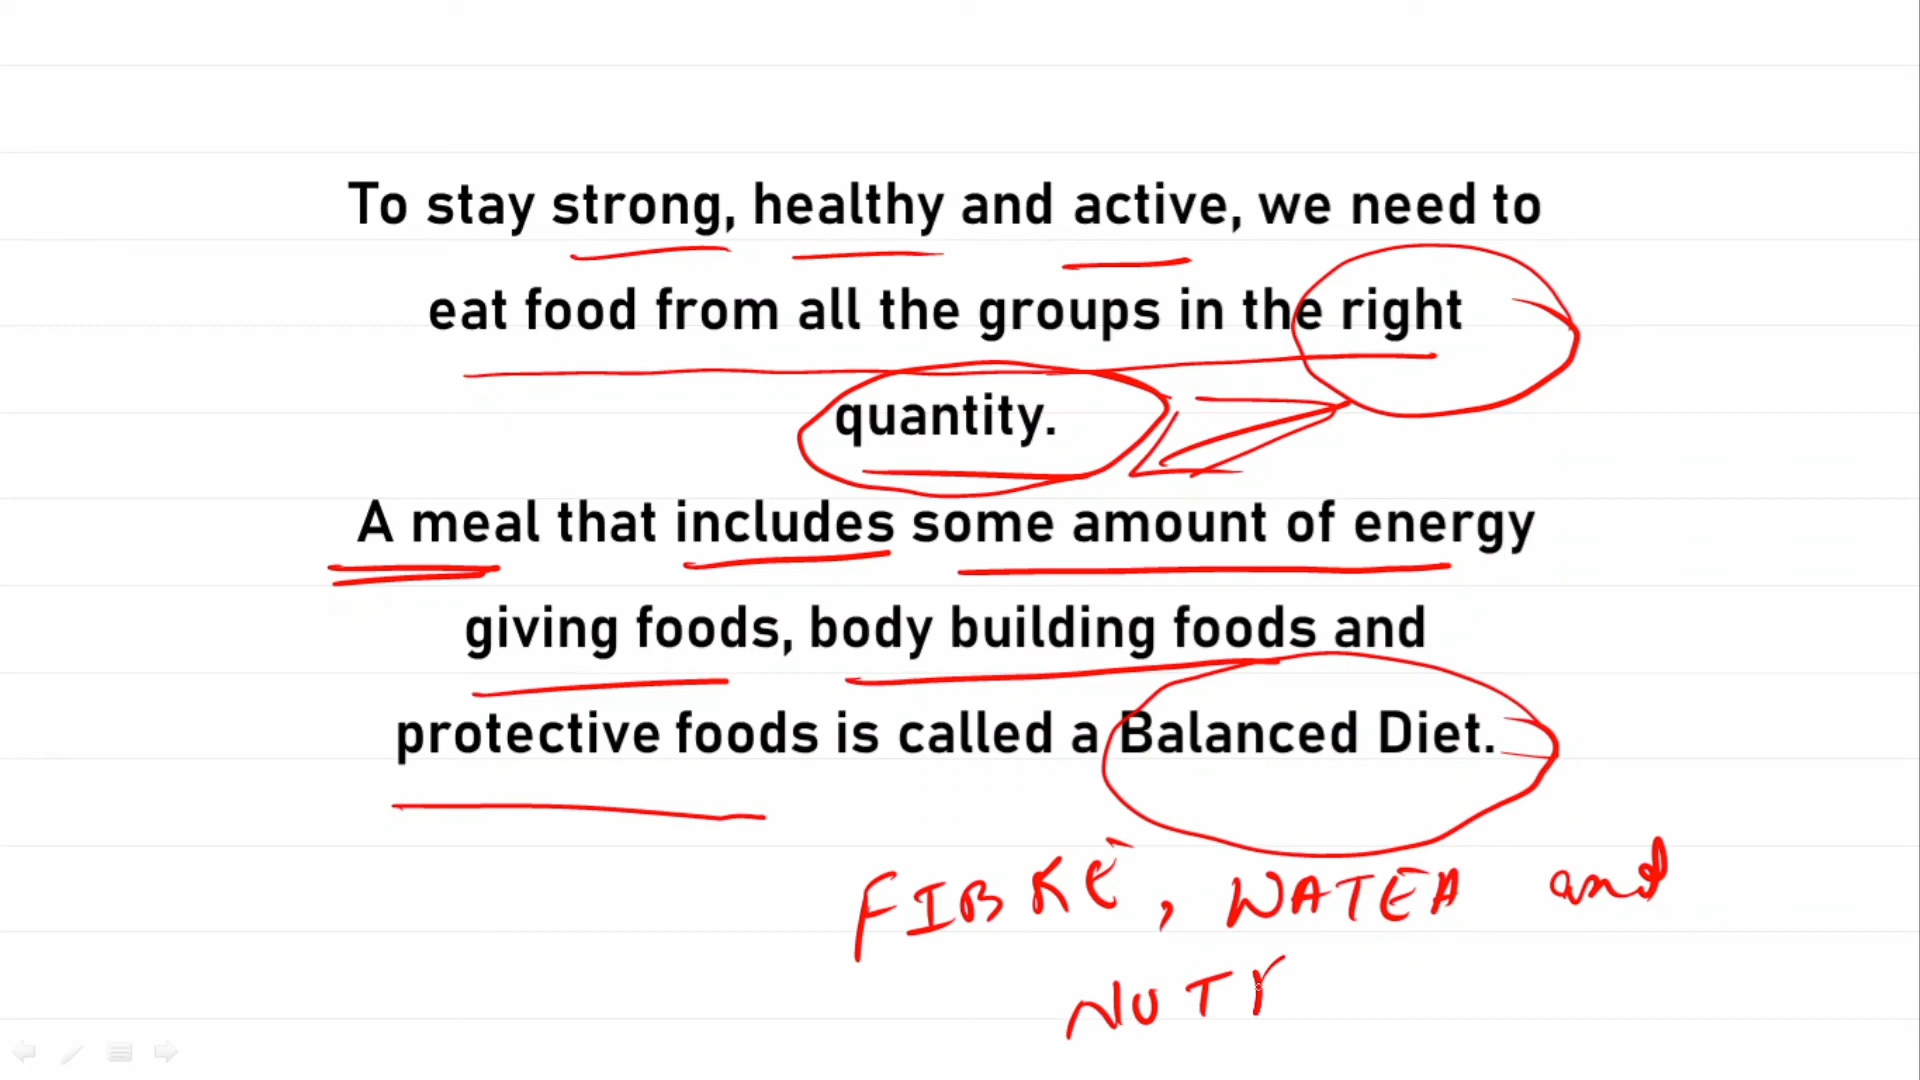 To stay strong, healthy and active, we need to
eat food from all the groups in the right
quantity.
A meal that includes some amount of energy
giving foods, body building foods and
protective foods is called a Balanced Diet.
FIBRE, WATER and
NUTR